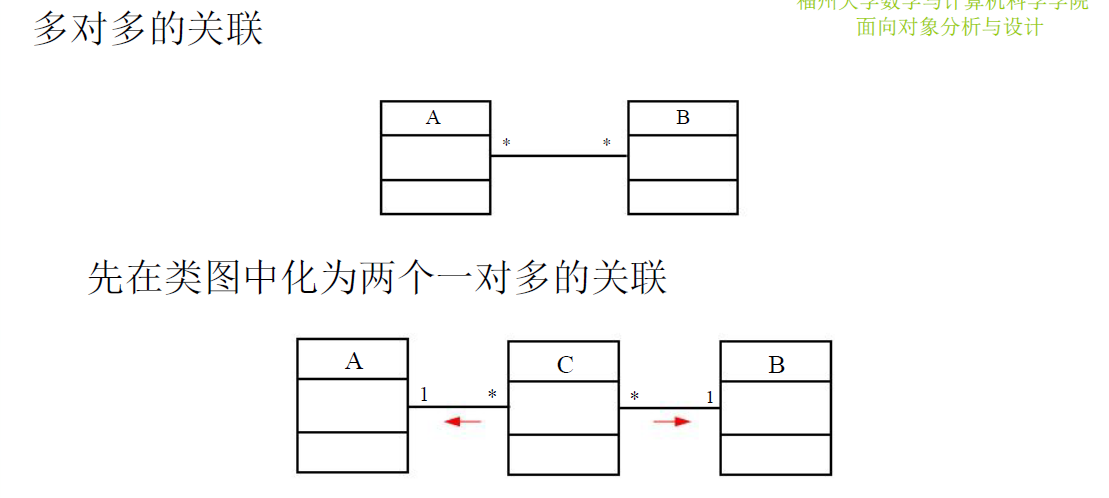 福州大学数学与计算机科学学院
面向对象分析与设计
多对多的关联
A
B
* *
先在类图中化为两个一对多的关联
A
C
B
1 * * 1